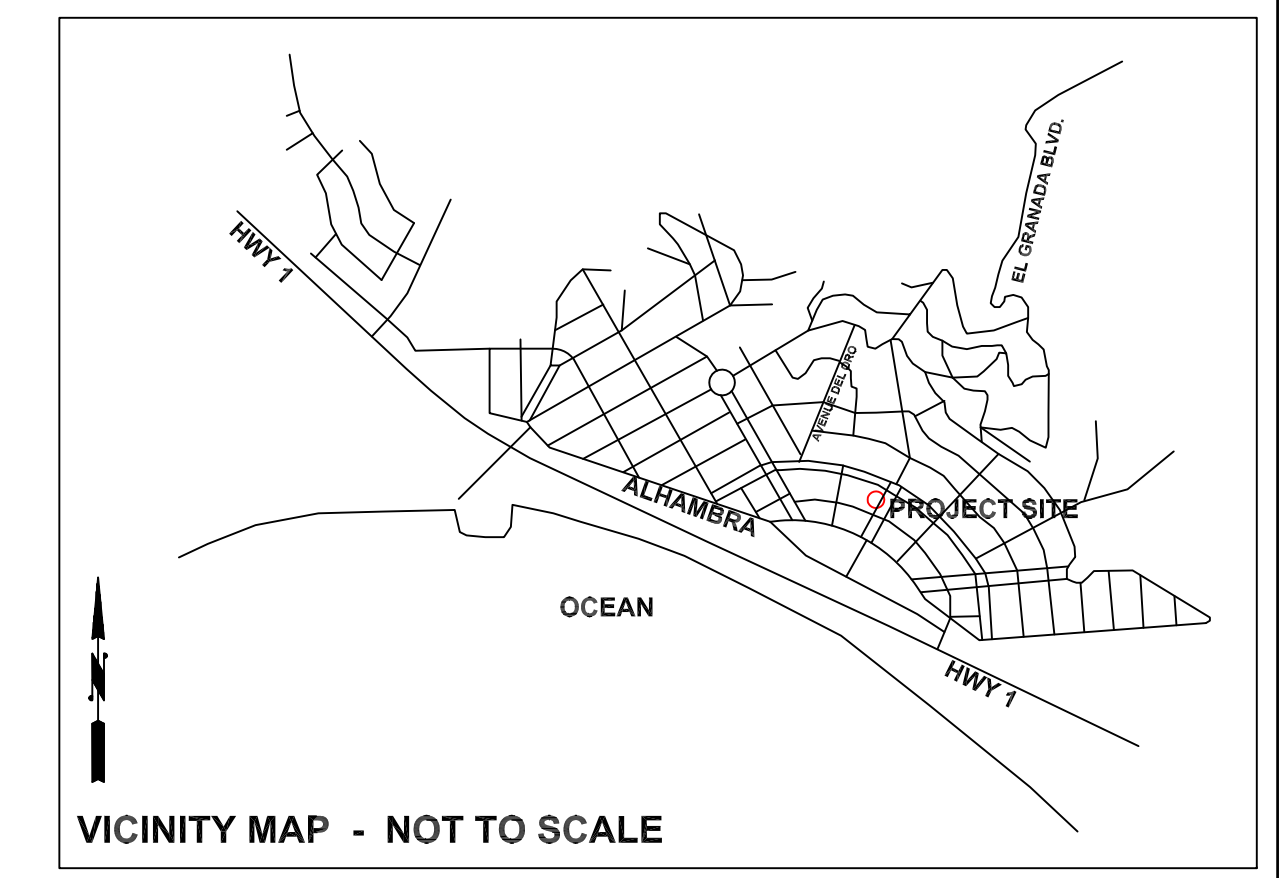 EL GRANADA BLVD.
HWY 1
AVENUE DEL ORO
ALHAMBRA
PROJECT SITE
OCEAN
N
HWY 1
VICINITY MAP - NOT TO SCALE